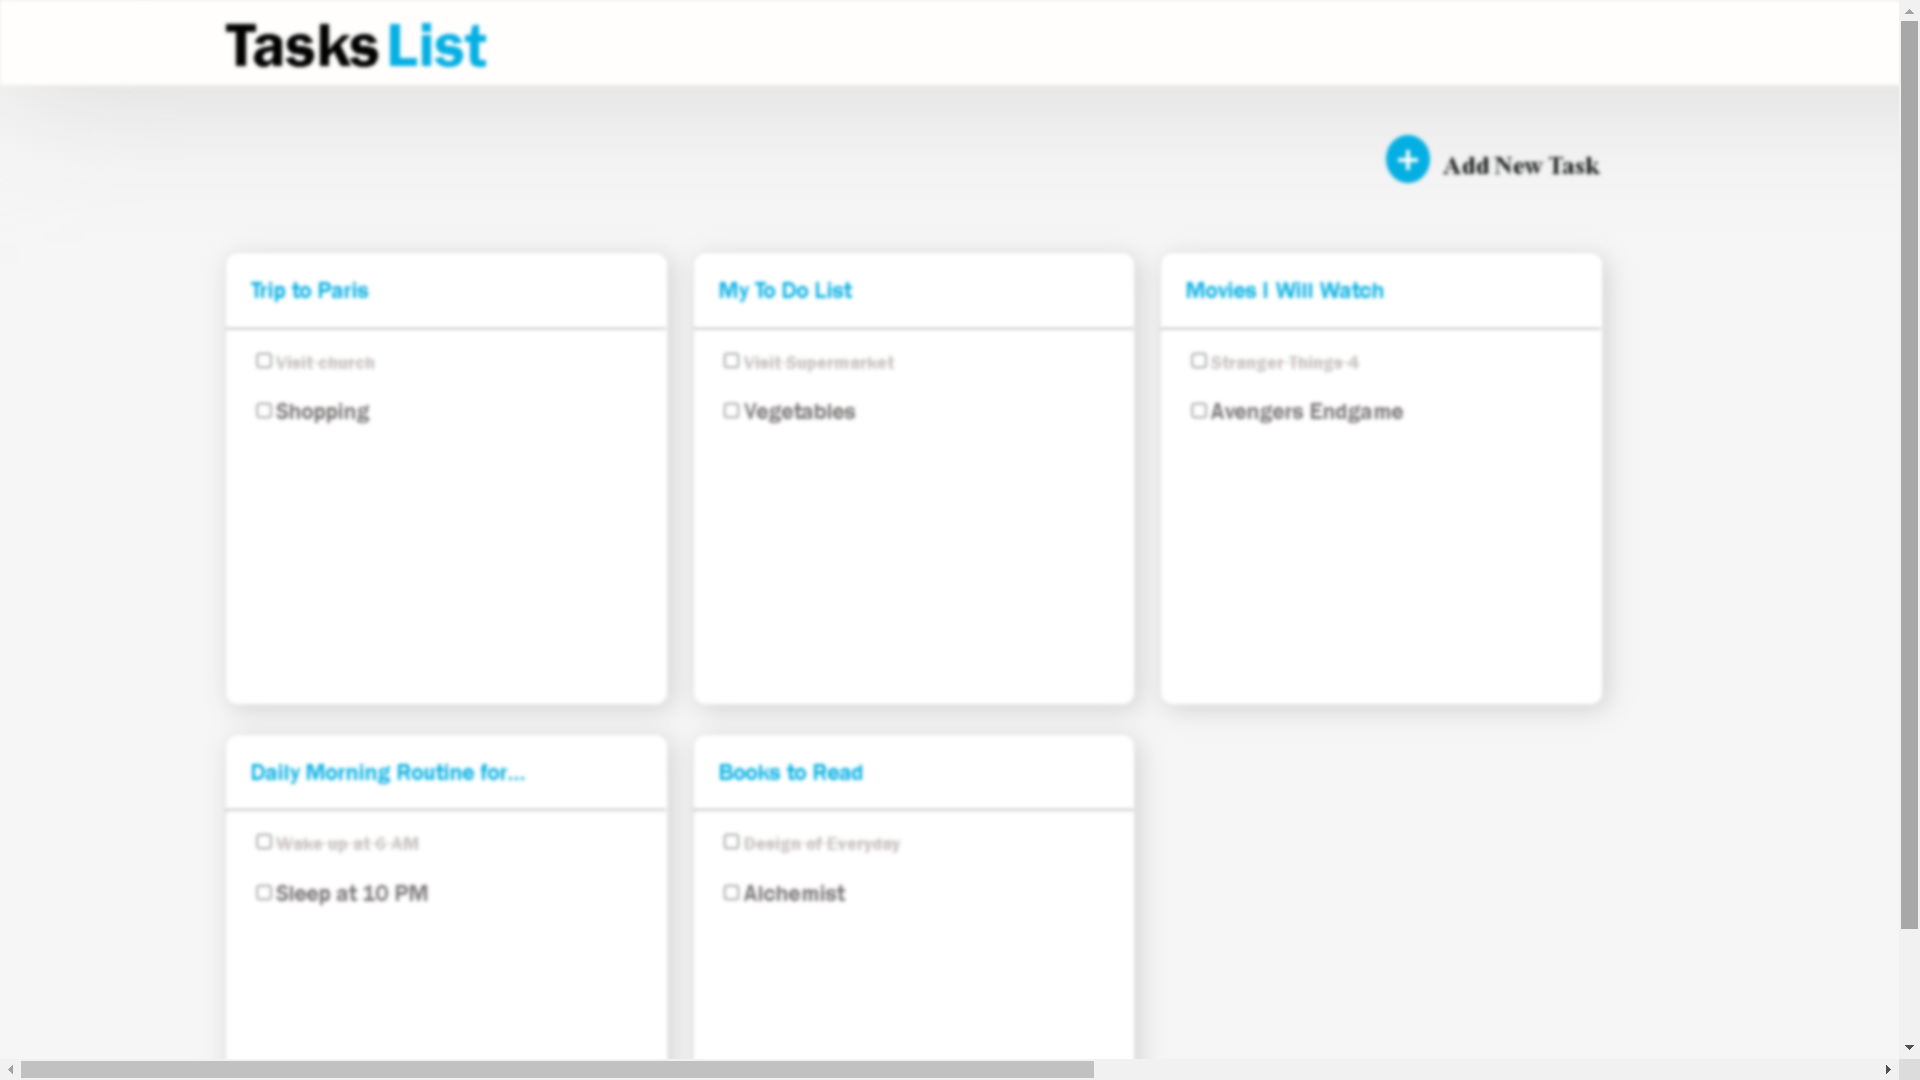 Tasks List
Add New Task
Trip to Paris
Visit church
Shopping
My To Do List
Visit Supermarket
Vegetables
Movies I Will Watch
Stranger Things 4
Avengers Endgame
Daily Morning Routine for...
Wake up at 6 AM
Sleep at 10 PM
Books to Read
Design of Everyday
Alchemist